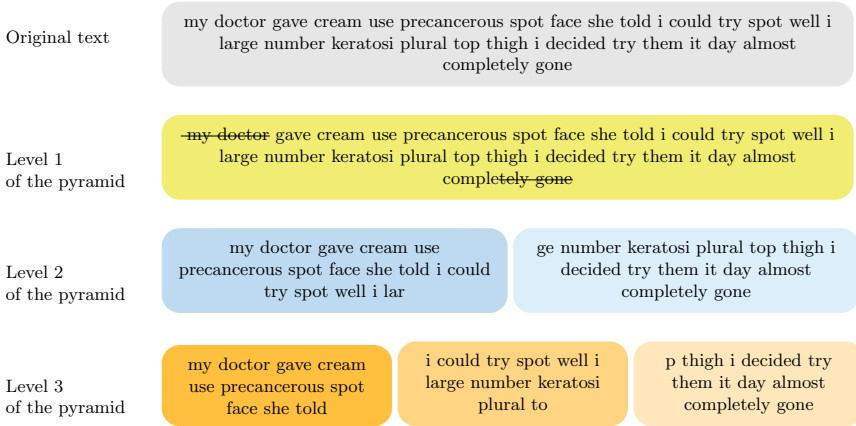 Original text
my doctor gave cream use precancerous spot face she told i could try spot well i
large number keratosi plural top thigh i decided try them it day almost
completely gone
Level 1
of the pyramid
my doctor gave cream use precancerous spot face she told i could try spot well i
large number keratosi plural top thigh i decided try them it day almost
completely gone
Level 2
of the pyramid
my doctor gave cream use
precancerous spot face she told i could
try spot well i lar
ge number keratosi plural top thigh i
decided try them it day almost
completely gone
Level 3
of the pyramid
my doctor gave cream
use precancerous spot
face she told
i could try spot well i
large number keratosi
plural to
p thigh i decided try
them it day almost
completely gone